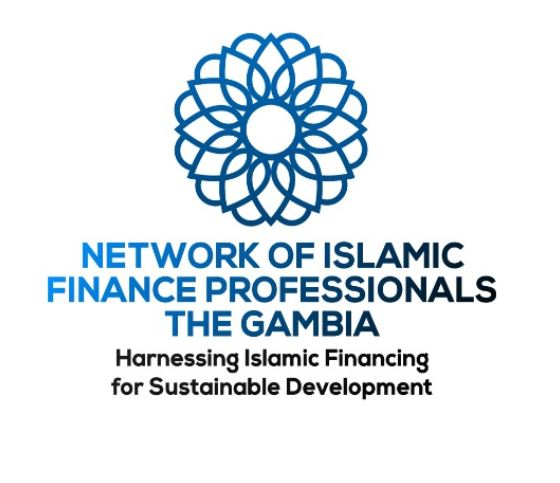 NETWORK OF ISLAMIC
FINANCE PROFESSIONALS
THE GAMBIA
Harnessing Islamic Financing
for Sustainable Development